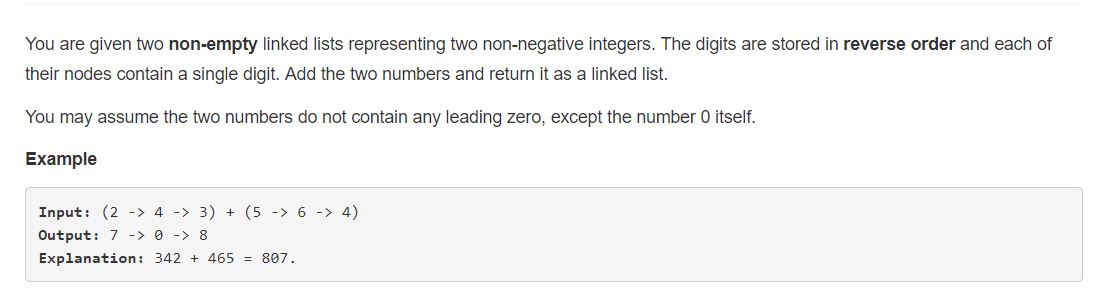 You are given two non-empty linked lists representing two non-negative integers. The digits are stored in reverse order and each of
their nodes contain a single digit. Add the two numbers and return it as a linked list.
You may assume the two numbers do not contain any leading zero, except the number 0 itself.
Example
Input: (2 -> 4 -> 3) + (5 -> 6 -> 4)
Output: 7 -> 0 -> 8
Explanation: 342 + 465 = 807.